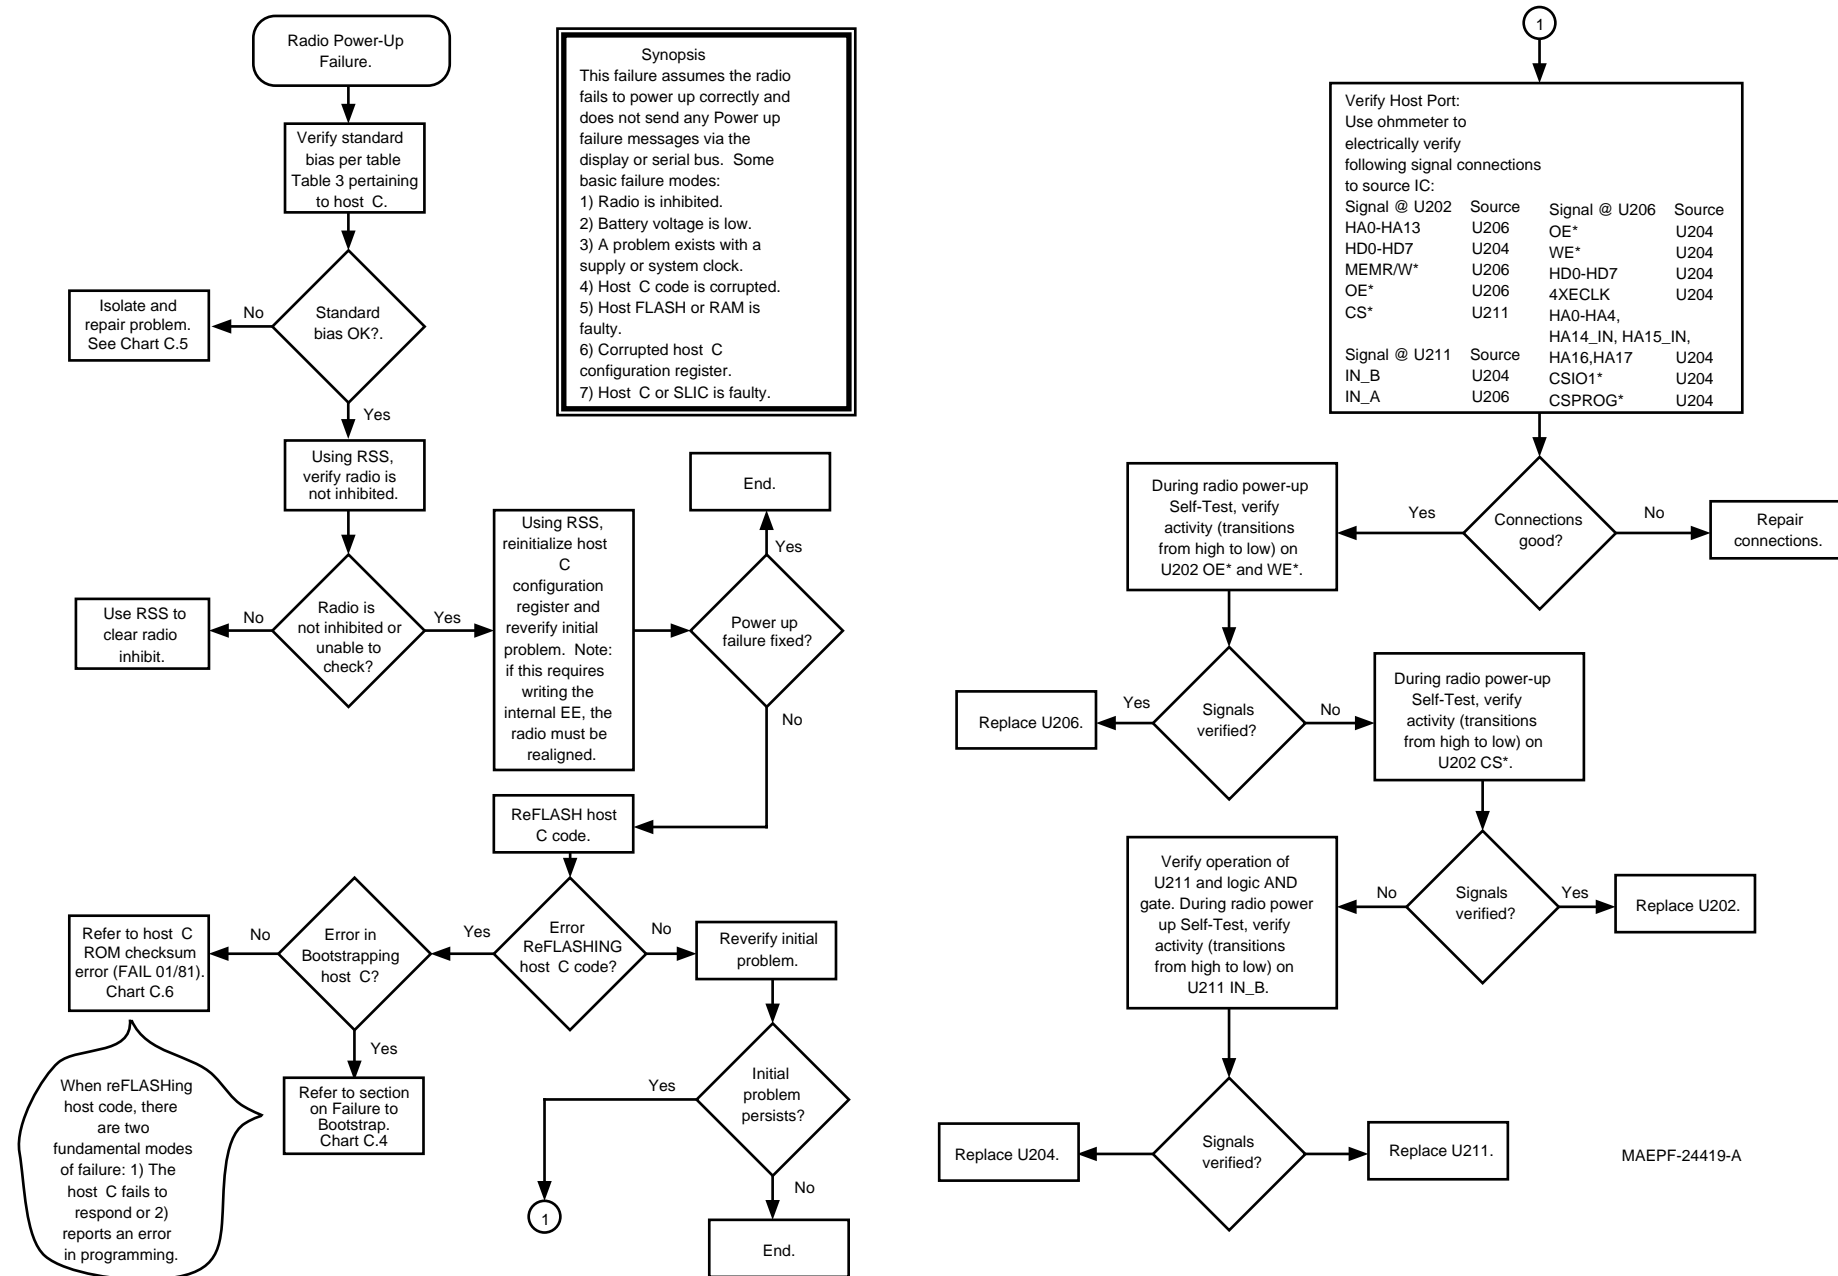 Radio Power-Up
Failure.
Verify standard
bias per table
Table 3 pertaining
to host C.
Standard
bias OK?.
No
Isolate and
repair problem.
See Chart C.5
Yes
Using RSS,
verify radio is
not inhibited.
Radio is
not inhibited or
unable to
check?
No
Use RSS to
clear radio
inhibit.
Yes
Using RSS,
reinitialize host
C
configuration
register and
reverify initial
problem. Note:
if this requires
writing the
internal EE, the
radio must be
realigned.
Power up
failure fixed?
Yes
End.
No
ReFLASH host
C code.
Error
ReFLASHING
host C code?
Yes
Error in
Bootstrapping
host C?
No
Refer to host C
ROM checksum
error (FAIL 01/81).
Chart C.6
Yes
Refer to section
on Failure to
Bootstrap.
Chart C.4
When reFLASHing
host code, there
are two
fundamental modes
of failure: 1) The
host C fails to
respond or 2)
reports an error
in programming.
No
Reverify initial
problem.
Initial
problem
persists?
Yes
1
No
End.
Synopsis
This failure assumes the radio
fails to power up correctly and
does not send any Power up
failure messages via the
display or serial bus. Some
basic failure modes:
1) Radio is inhibited.
2) Battery voltage is low.
3) A problem exists with a
supply or system clock.
4) Host C code is corrupted.
5) Host FLASH or RAM is
faulty.
6) Corrupted host C
configuration register.
7) Host C or SLIC is faulty.
1
Verify Host Port:
Use ohmmeter to
electrically verify
following signal connections
to source IC:
Signal @ U202 Source
HA0-HA13 U206
HD0-HD7 U204
MEMR/W* U206
OE* U206
CS* U211
Signal @ U211 Source
IN_B U204
IN_A U206
Signal @ U206 Source
OE* U204
WE* U204
HD0-HD7 U204
4XECLK U204
HA0-HA4,
HA14_IN, HA15_IN,
HA16,HA17 U204
CSIO1* U204
CSPROG* U204
Connections
good?
No
Repair
connections.
Yes
During radio power-up
Self-Test, verify
activity (transitions
from high to low) on
U202 OE* and WE*.
Signals
verified?
Yes
Replace U206.
No
During radio power-up
Self-Test, verify
activity (transitions
from high to low) on
U202 CS*.
Signals
verified?
Yes
Replace U202.
No
Verify operation of
U211 and logic AND
gate. During radio power
up Self-Test, verify
activity (transitions
from high to low) on
U211 IN_B.
Signals
verified?
Replace U204.
Replace U211.
MAEPF-24419-A